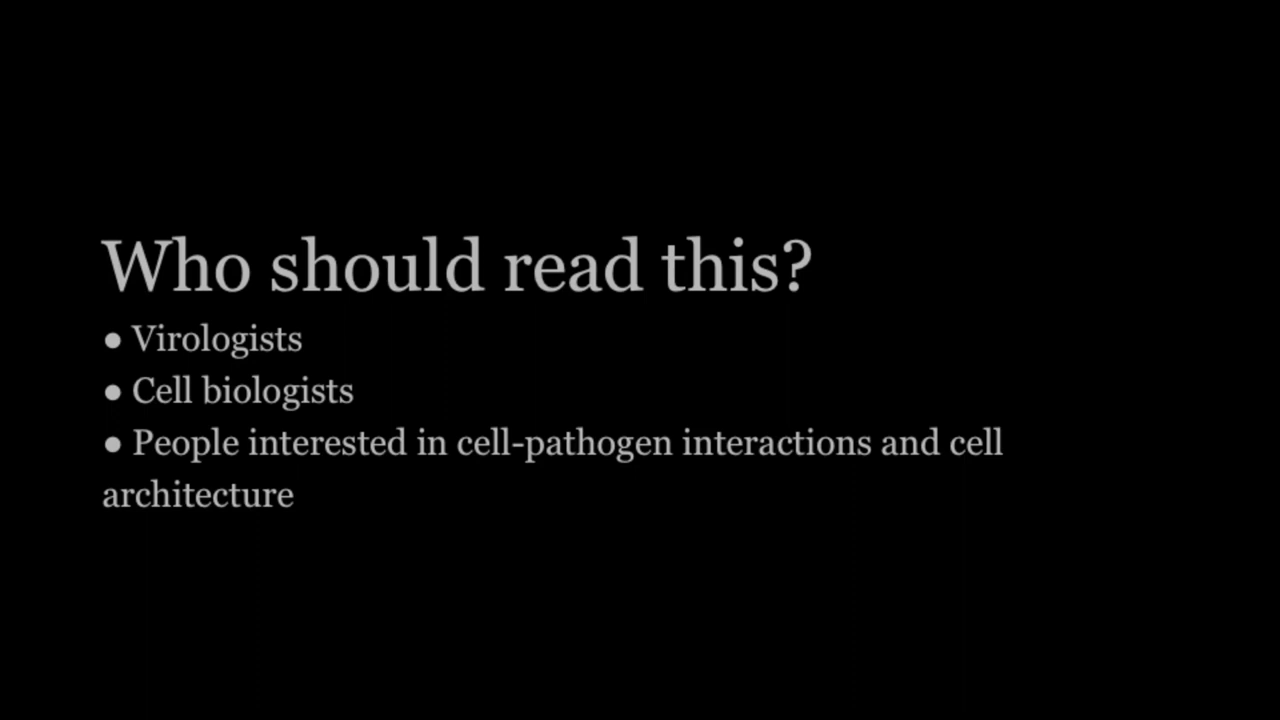 Who should read this?
● Virologists
● Cell biologists
● People interested in cell-pathogen interactions and cell
architecture